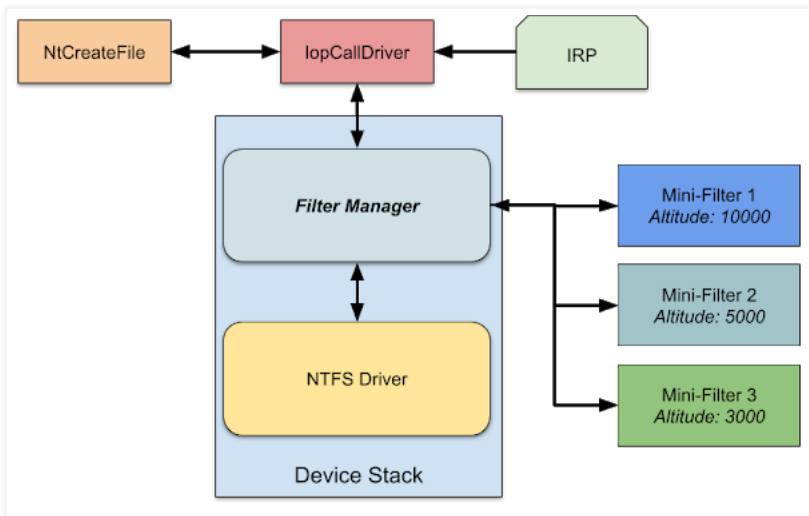 NtCreateFile
IopCallDriver
IRP
Filter Manager
Mini-Filter 1
Altitude: 10000
Mini-Filter 2
Altitude: 5000
NTFS Driver
Mini-Filter 3
Altitude: 3000
Device Stack